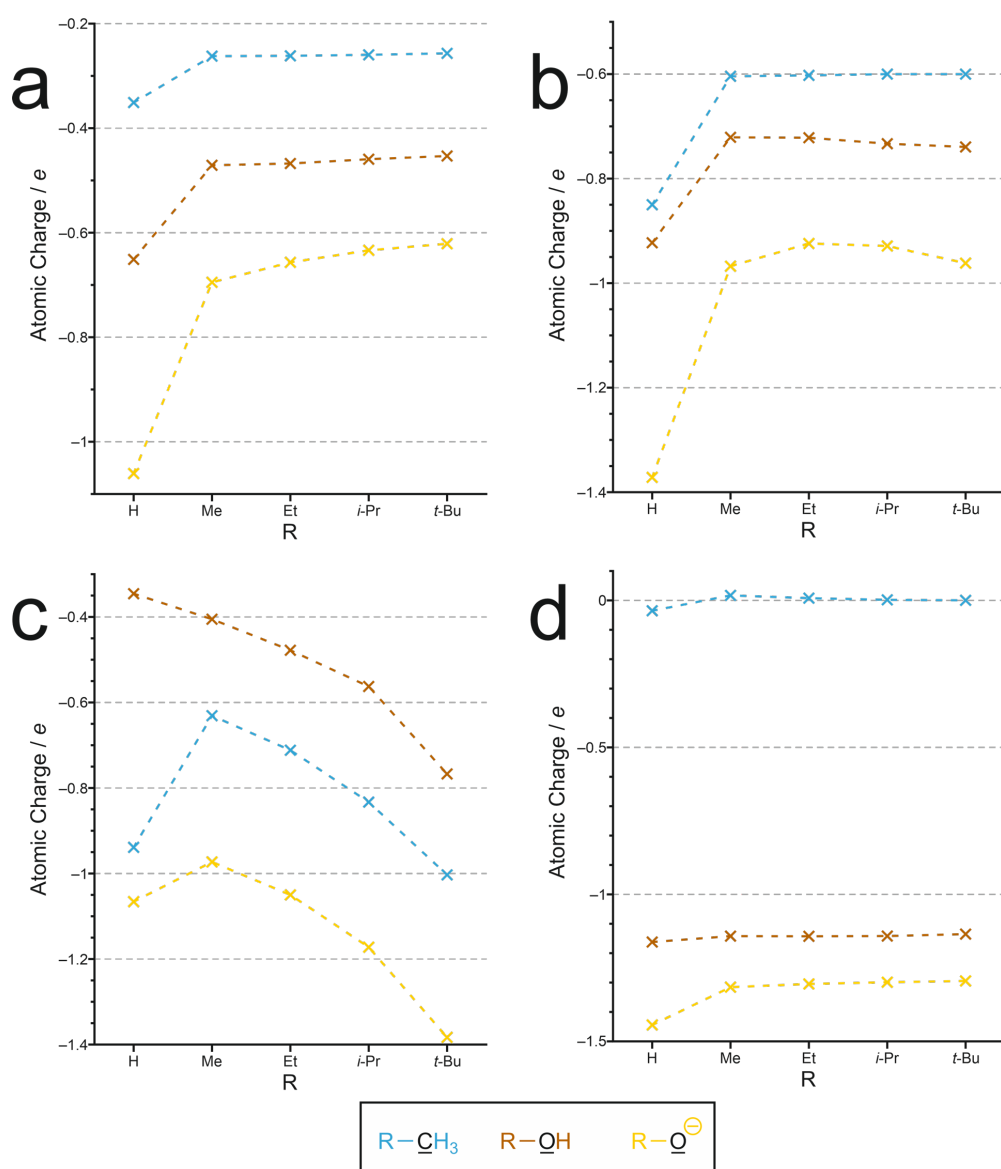 a
–0.2
–0.4
–0.6
–0.8
–1
Atomic Charge / e
H Me Et i-Pr t-Bu
R
b
–0.6
–0.8
–1
–1.2
–1.4
Atomic Charge / e
H Me Et i-Pr t-Bu
R
c
–0.4
–0.6
–0.8
–1
–1.2
–1.4
Atomic Charge / e
H Me Et i-Pr t-Bu
R
d
0
–0.5
–1
–1.5
Atomic Charge / e
H Me Et i-Pr t-Bu
R
R–CH₃ R–OH R–O⊖